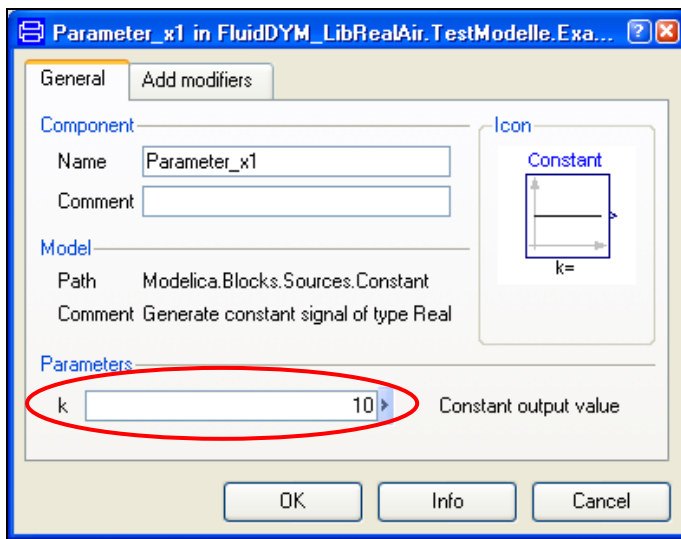 Parameter_x1 in FluidDYM_LibRealAir.TestModelle.Exa... ?
General Add modifiers
Component Icon
Name Parameter_x1 Constant
Comment
k=
Model
Path Modelica.Blocks.Sources.Constant
Comment Generate constant signal of type Real
Parameters
k 10 Constant output value
OK Info Cancel